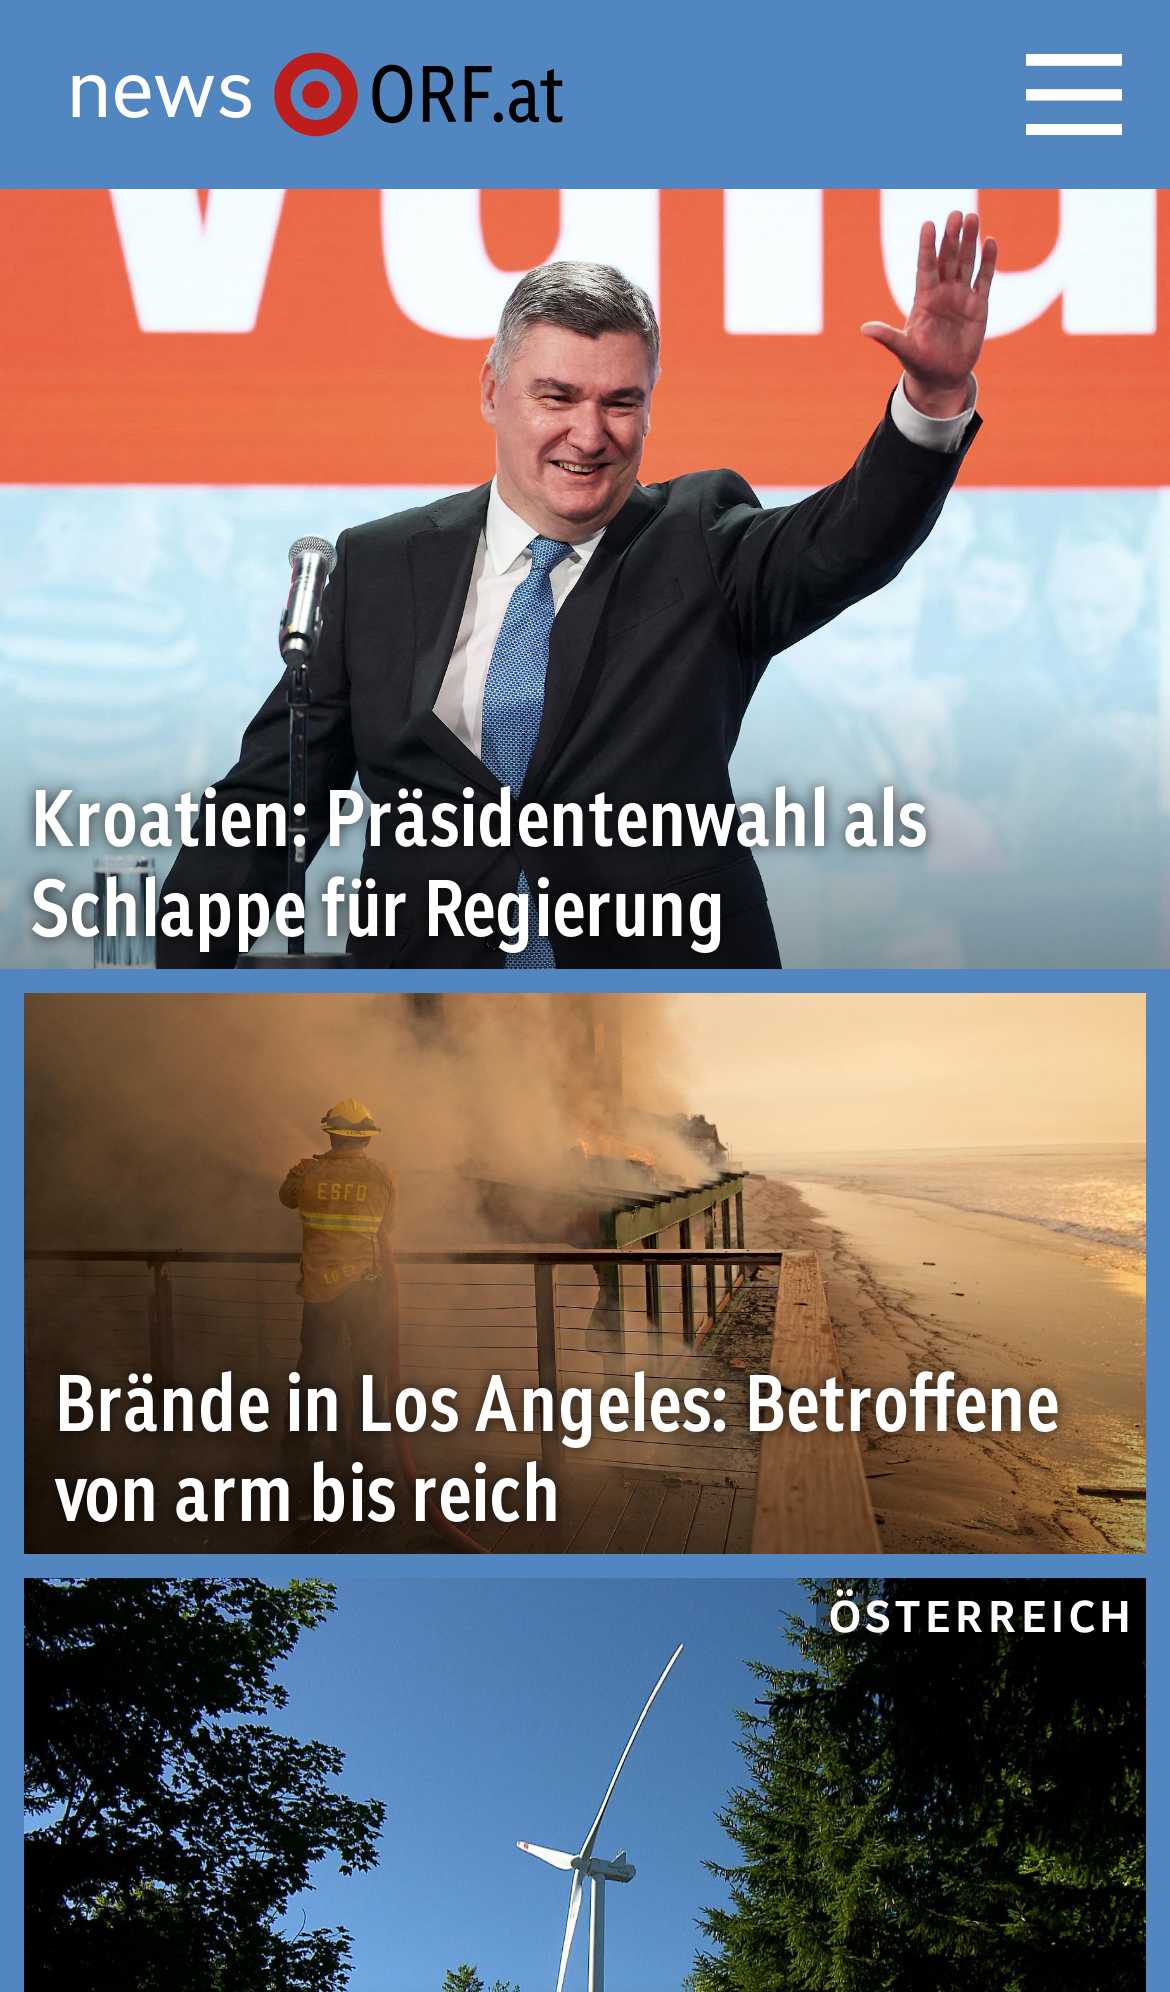 news ORF.at
Kroatien: Präsidentenwahl als
Schlappe für Regierung
ESFD
Brände in Los Angeles: Betroffene
von arm bis reich
ÖSTERREICH